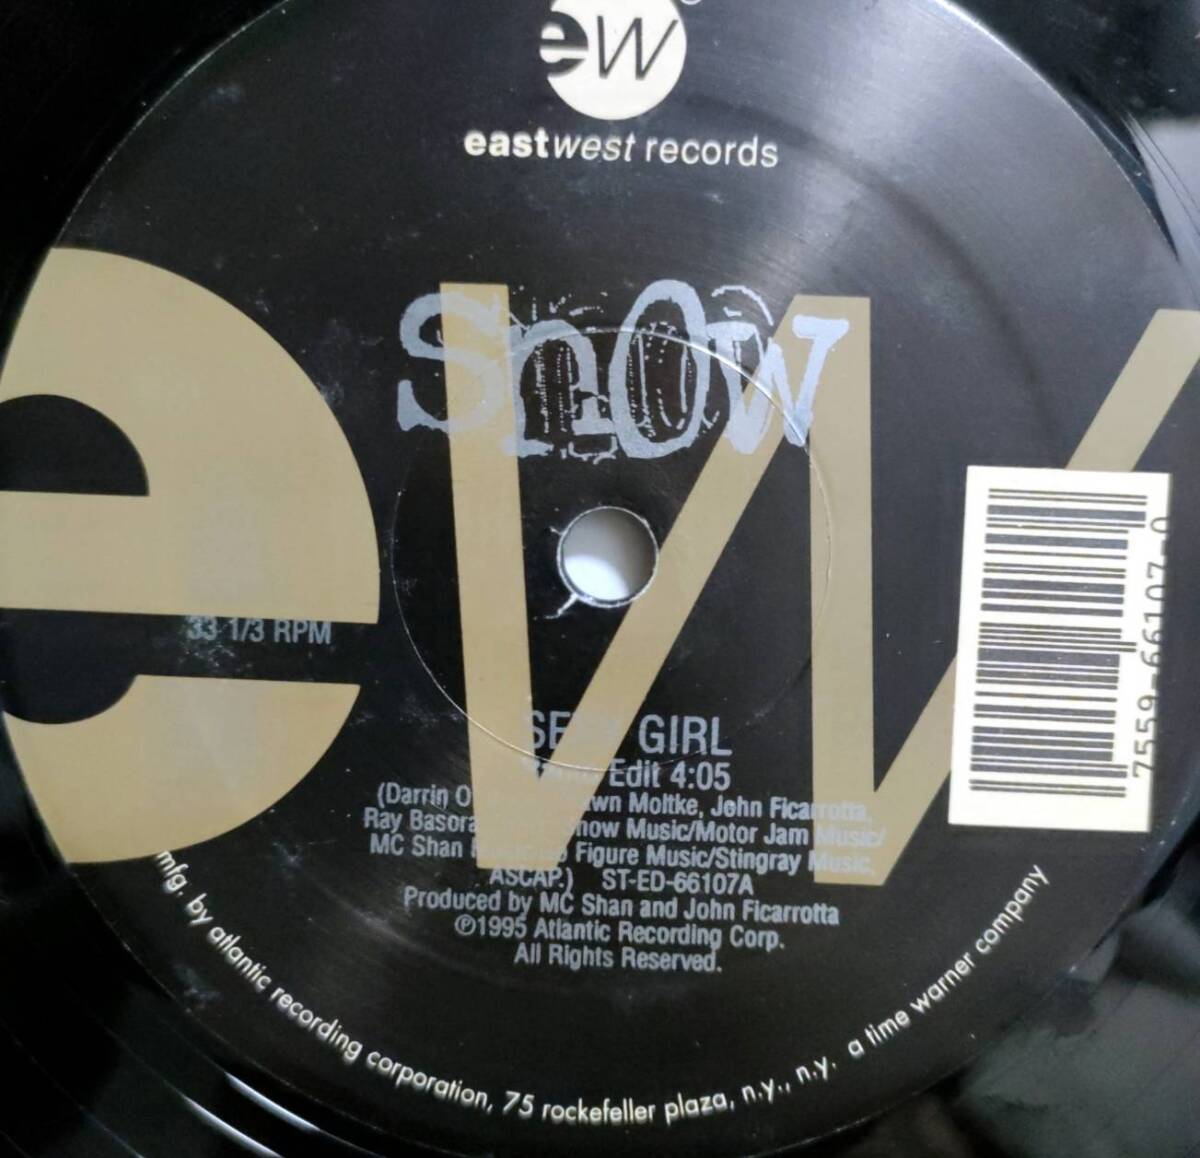 ew
eastwest records
snow
ew
33 1/3 RPM
7559-66107-0
SEXY GIRL
Edit 4:05
(Darrin Moltke, John Ficarrotta,
Ray Basora Snow Music/Motor Jam Music/
MC Shan Figure Music/Stingray Music,
ASCAP.) ST-ED-66107A
Produced by MC Shan and John Ficarrotta
℗1995 Atlantic Recording Corp.
All Rights Reserved.
mfg. by atlantic recording corporation, 75 rockefeller plaza, n.y., n.y. a time warner company